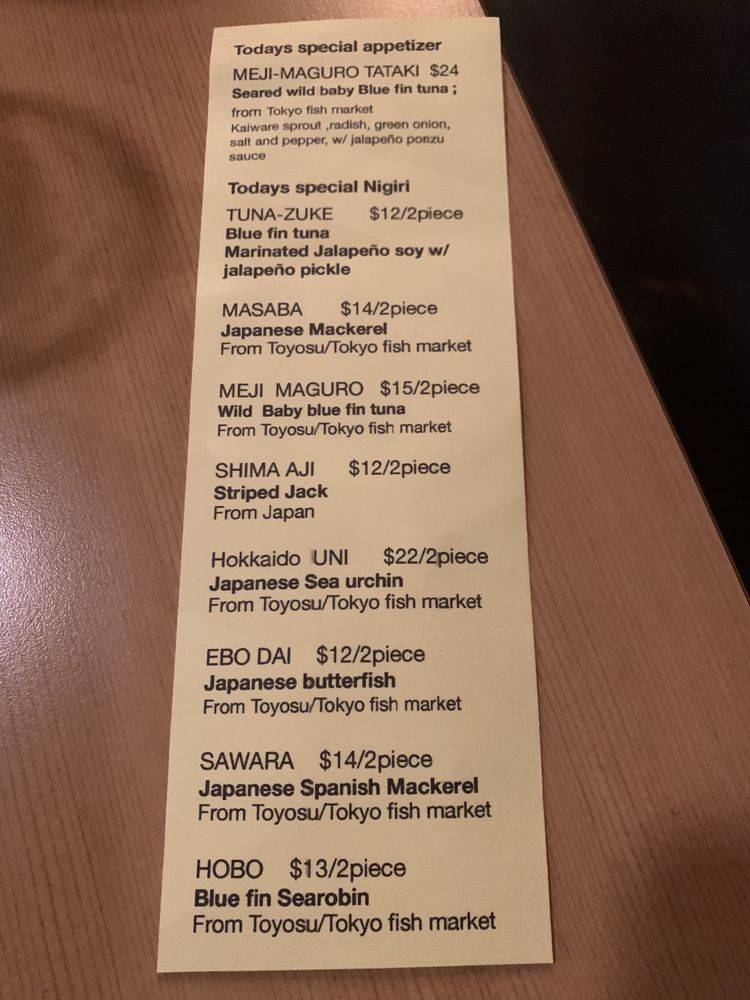 Todays special appetizer
MEJI-MAGURO TATAKI $24
Seared wild baby Blue fin tuna ;
from Tokyo fish market
Kaiware sprout ,radish, green onion,
salt and pepper, w/ jalapeño ponzu
sauce
Todays special Nigiri
TUNA-ZUKE $12/2piece
Blue fin tuna
Marinated Jalapeño soy w/
jalapeño pickle
MASABA $14/2piece
Japanese Mackerel
From Toyosu/Tokyo fish market
MEJI MAGURO $15/2piece
Wild Baby blue fin tuna
From Toyosu/Tokyo fish market
SHIMA AJI $12/2piece
Striped Jack
From Japan
Hokkaido UNI $22/2piece
Japanese Sea urchin
From Toyosu/Tokyo fish market
EBO DAI $12/2piece
Japanese butterfish
From Toyosu/Tokyo fish market
SAWARA $14/2piece
Japanese Spanish Mackerel
From Toyosu/Tokyo fish market
HOBO $13/2piece
Blue fin Searobin
From Toyosu/Tokyo fish market